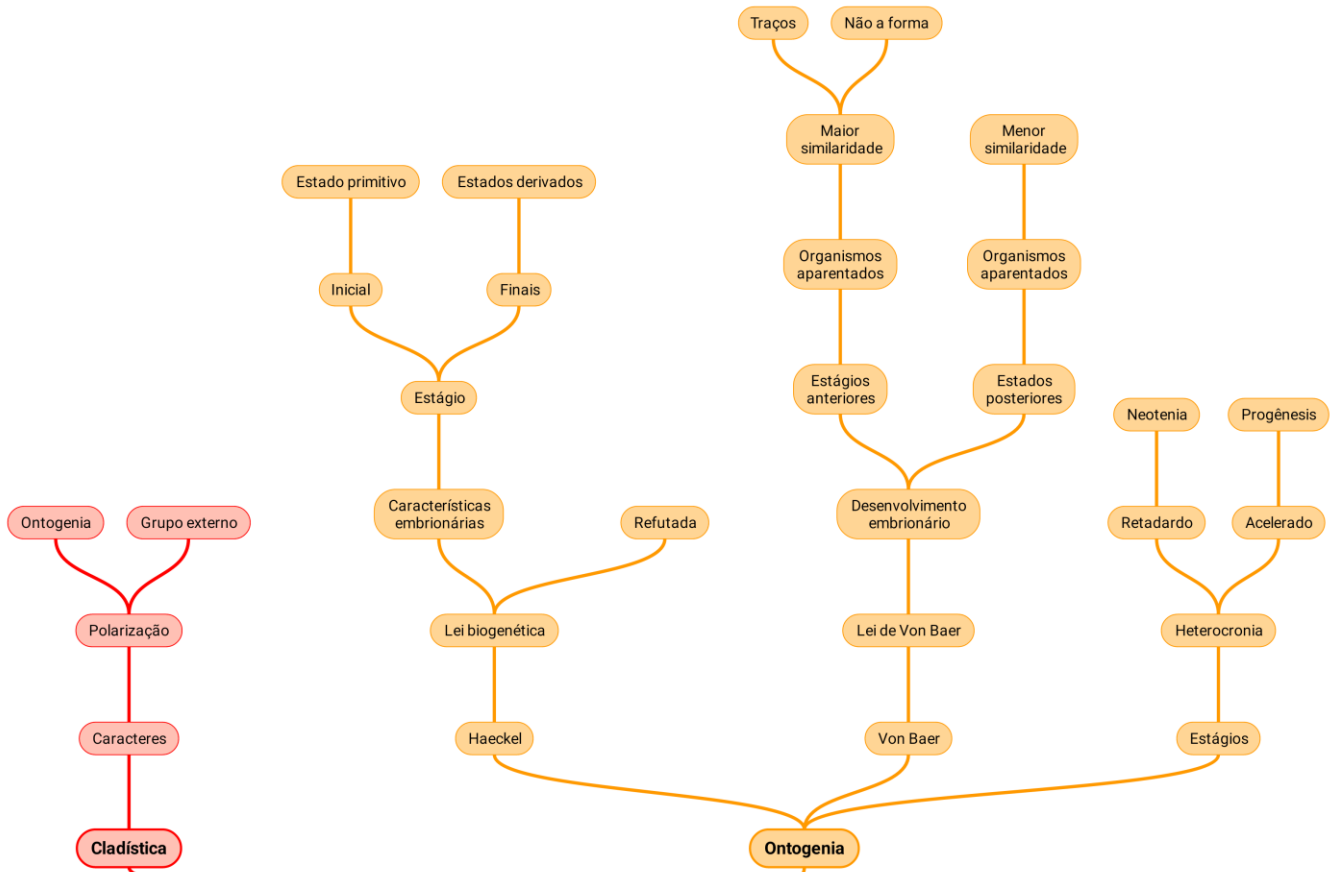 Traços
Não a forma
Maior
similaridade
Menor
similaridade
Estado primitivo
Estados derivados
Organismos
aparentados
Organismos
aparentados
Inicial
Finais
Estágio
Estágios
anteriores
Estados
posteriores
Neotenia
Progênesis
Ontogenia
Grupo externo
Características
embrionárias
Refutada
Desenvolvimento
embrionário
Retadardo
Acelerado
Polarização
Lei biogenética
Lei de Von Baer
Heterocronia
Caracteres
Haeckel
Von Baer
Estágios
Cladística
Ontogenia